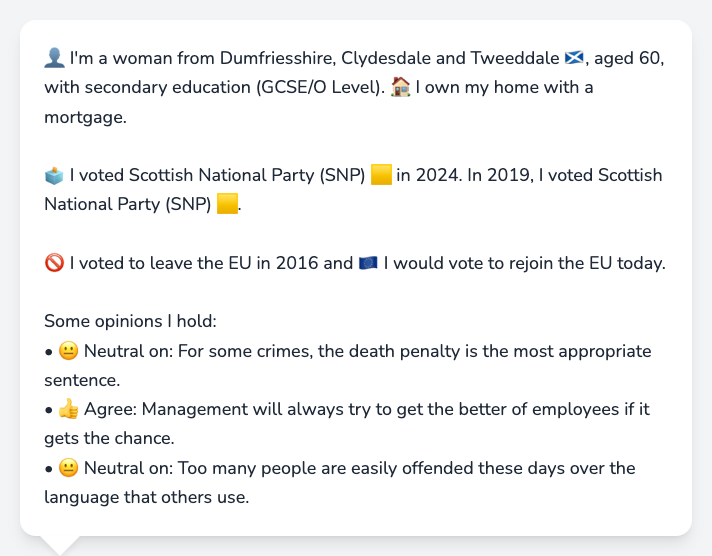 👤 I'm a woman from Dumfriesshire, Clydesdale and Tweeddale 🏴󠁧󠁢󠁳󠁣󠁴󠁿, aged 60,
with secondary education (GCSE/O Level). 🏠 I own my home with a
mortgage.
🗳️ I voted Scottish National Party (SNP) 🟨 in 2024. In 2019, I voted Scottish
National Party (SNP) 🟨.
🚫 I voted to leave the EU in 2016 and 🇪🇺 I would vote to rejoin the EU today.
Some opinions I hold:
• 😐 Neutral on: For some crimes, the death penalty is the most appropriate
sentence.
• 👍 Agree: Management will always try to get the better of employees if it
gets the chance.
• 😐 Neutral on: Too many people are easily offended these days over the
language that others use.